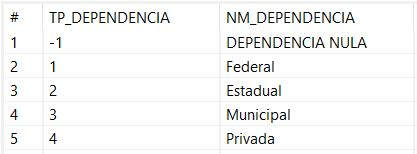 # TP_DEPENDENCIA NM_DEPENDENCIA
1 -1 DEPENDENCIA NULA
2 1 Federal
3 2 Estadual
4 3 Municipal
5 4 Privada